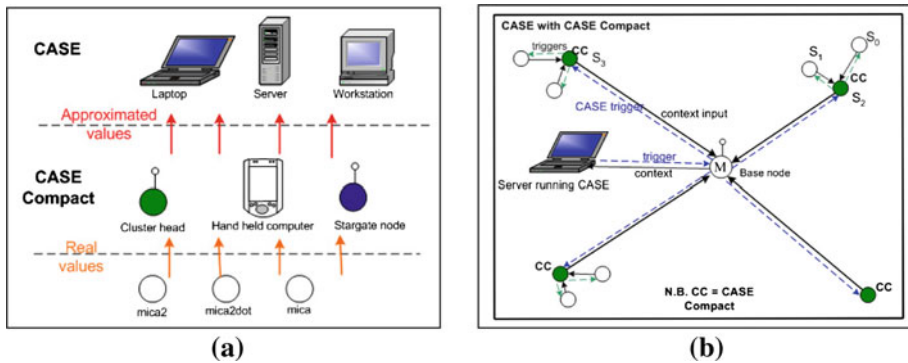 CASE
Laptop
Server
Workstation
Approximated
values
CASE
Compact
Cluster head
Hand held computer
Stargate node
Real
values
mica2
mica2dot
mica
(a)
CASE with CASE Compact
triggers
CC
S3
S1
S0
CC
S2
CASE trigger
context input
trigger
M
context
Base node
Server running CASE
CC
CC
N.B. CC = CASE
Compact
(b)